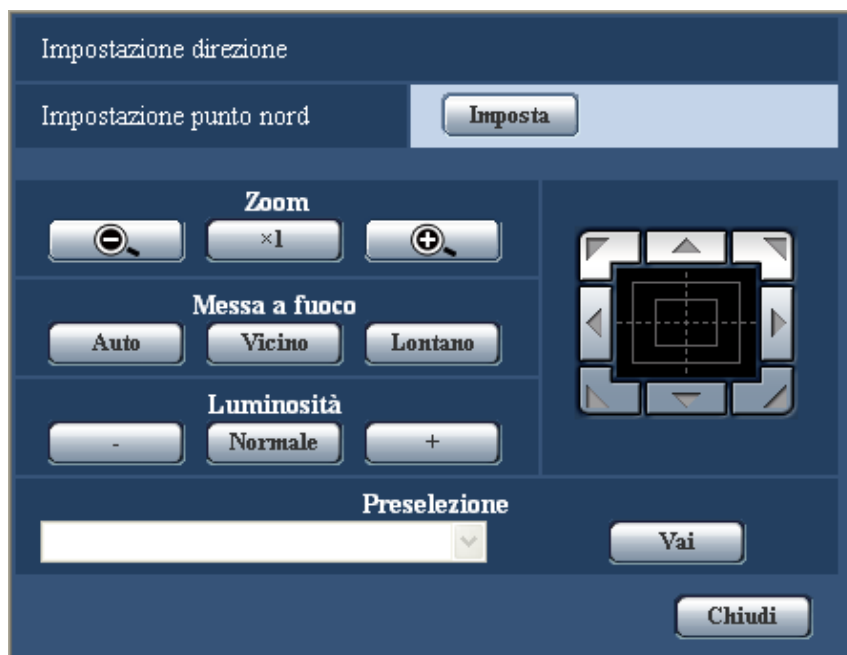 Impostazione direzione
Impostazione punto nord Imposta
Zoom
×1
Messa a fuoco
Auto Vicino Lontano
Luminosità
- Normale +
Preselezione
Vai
Chiudi